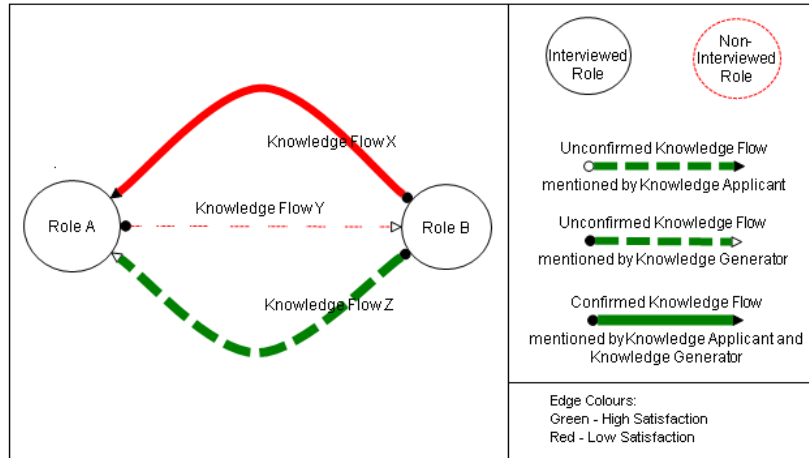 Knowledge Flow X
Role A
Knowledge Flow Y
Role B
Knowledge Flow Z
Interviewed
Role
Non-
Interviewed
Role
Unconfirmed Knowledge Flow
mentioned by Knowledge Applicant
Unconfirmed Knowledge Flow
mentioned by Knowledge Generator
Confirmed Knowledge Flow
mentioned by Knowledge Applicant and
Knowledge Generator
Edge Colours:
Green - High Satisfaction
Red - Low Satisfaction